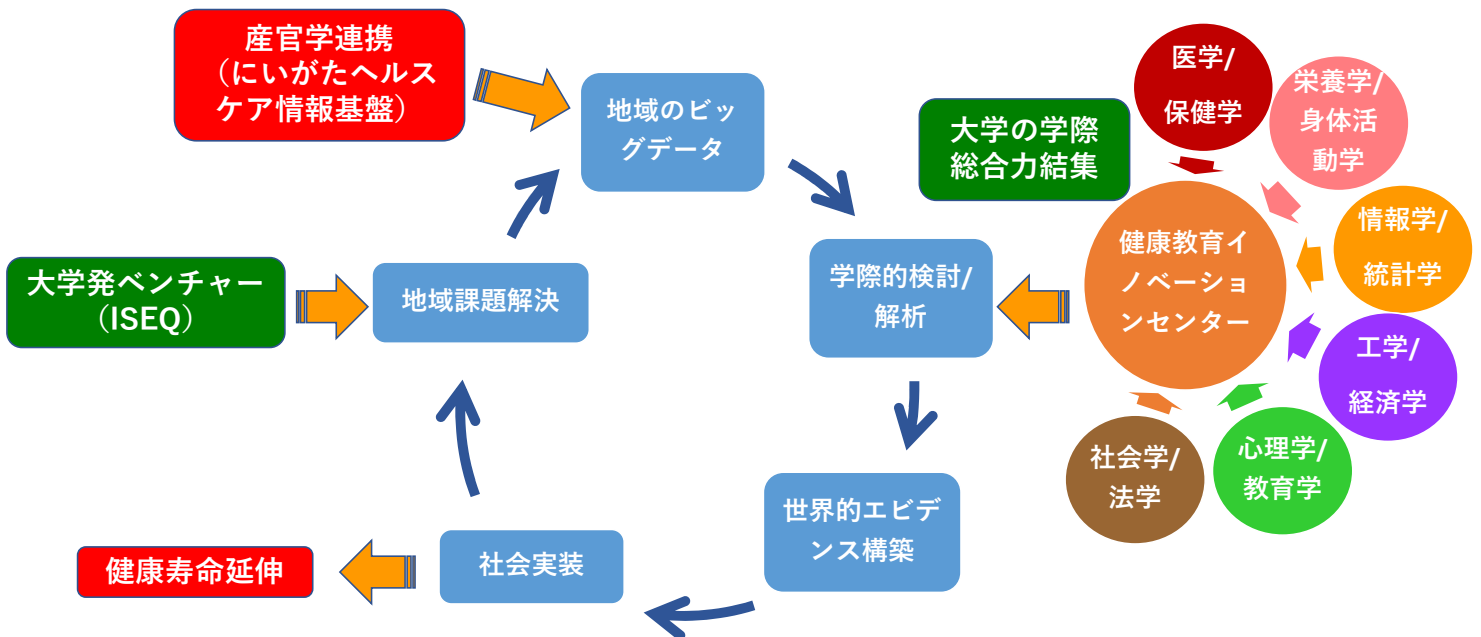 産官学連携
（にいがたヘルス
ケア情報基盤）
地域のビッ
グデータ
大学の学際
総合力結集
医学/
保健学
栄養学/
身体活
動学
情報学/
統計学
工学/
経済学
心理学/
教育学
社会学/
法学
健康教育イ
ノベーショ
ンセンター
学際的検討/
解析
世界的エビデ
ンス構築
社会実装
健康寿命延伸
地域課題解決
大学発ベンチャー
（ISEQ）